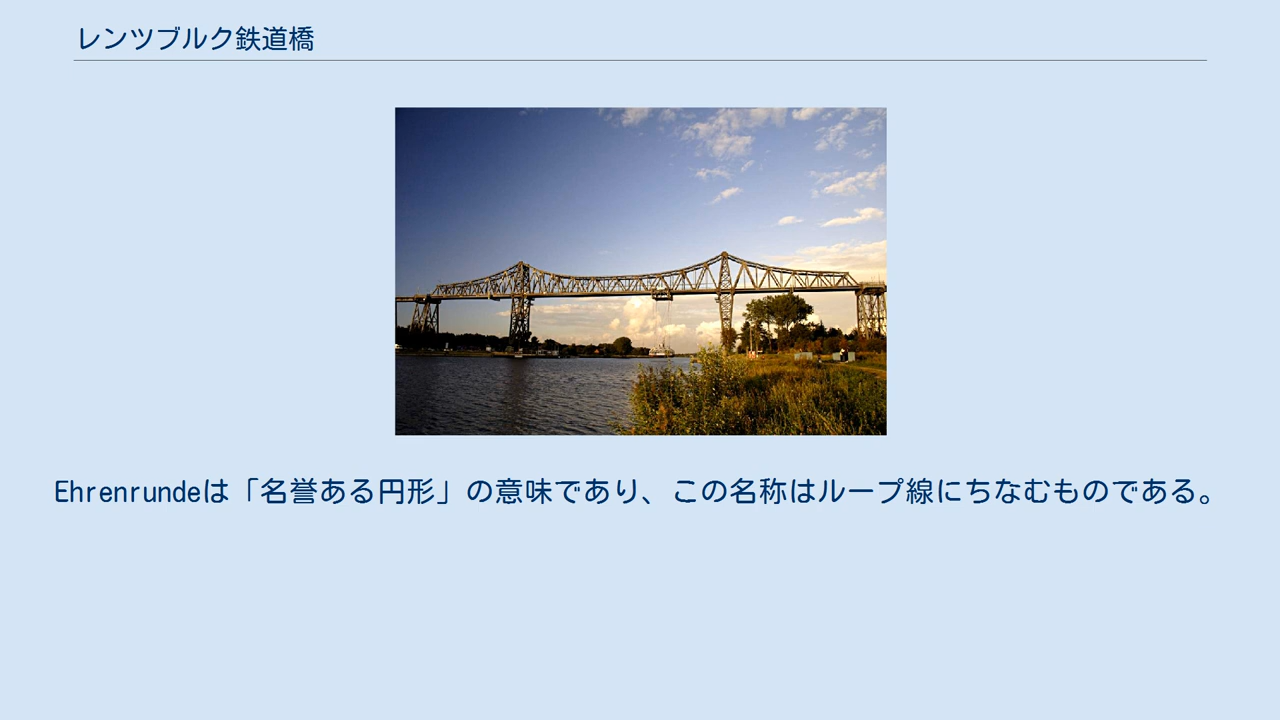 レンツブルク鉄道橋
Ehrenrundeは「名誉ある円形」の意味であり、この名称はループ線にちなむものである。